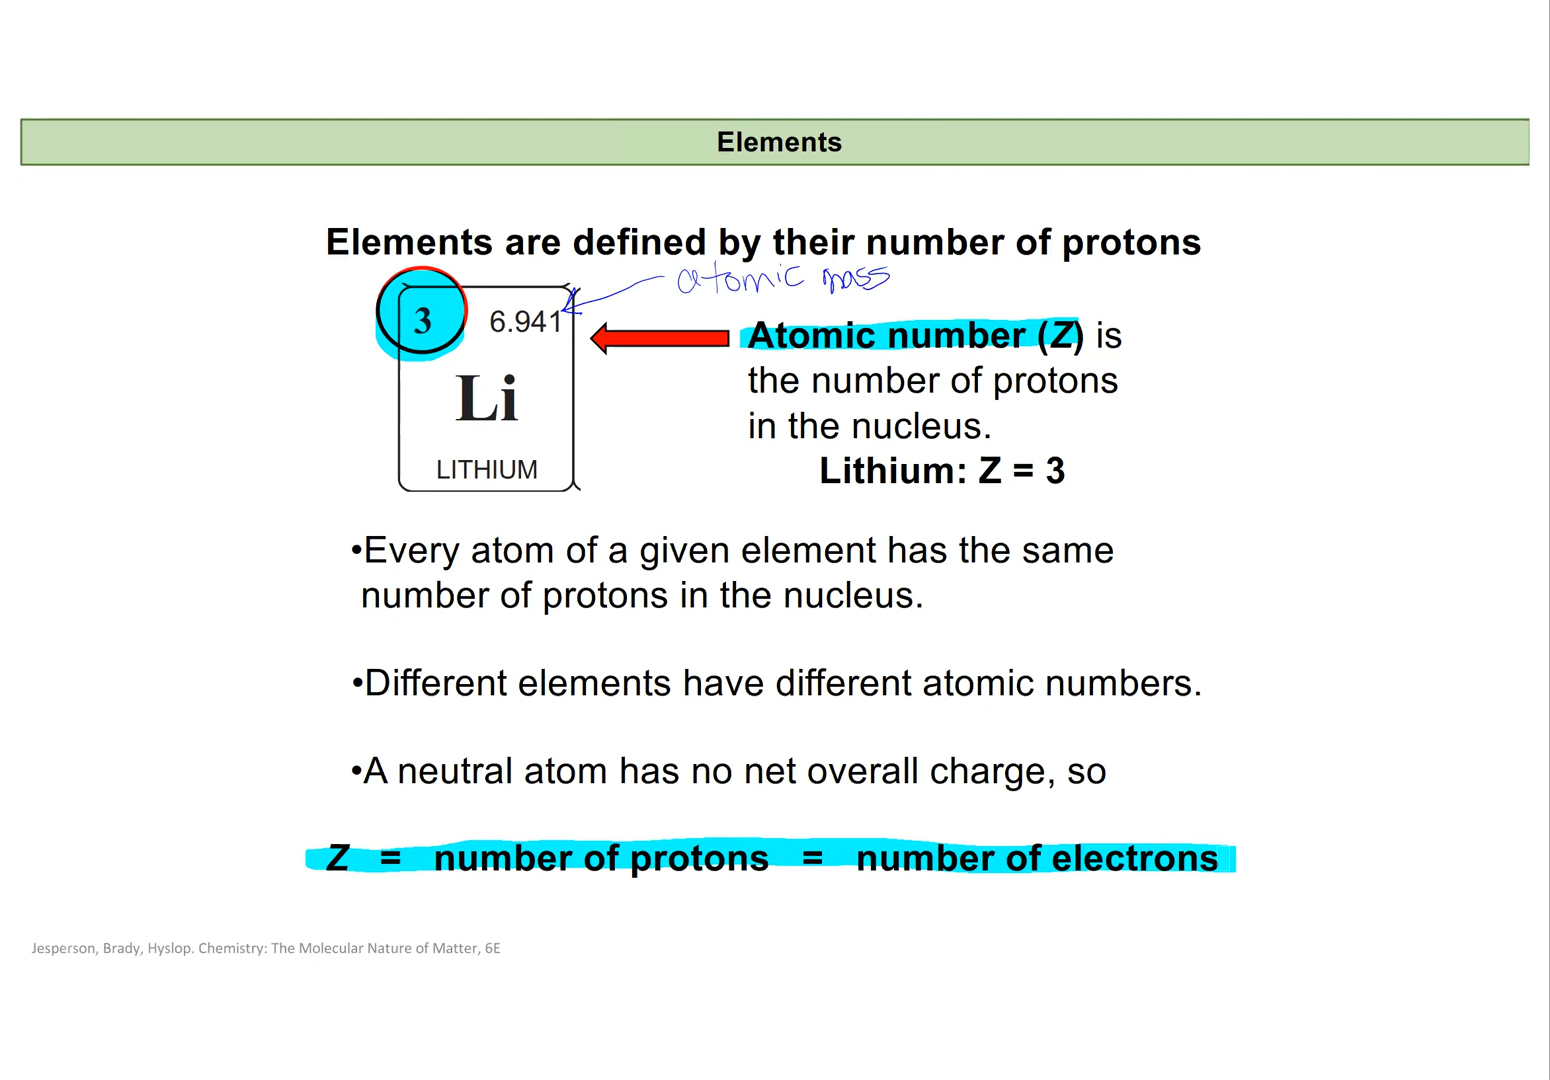 Elements
Elements are defined by their number of protons
atomic mass
3
6.941
Li
LITHIUM
Atomic number (Z) is
the number of protons
in the nucleus.
Lithium: Z = 3
•Every atom of a given element has the same
number of protons in the nucleus.
•Different elements have different atomic numbers.
•A neutral atom has no net overall charge, so
Z = number of protons = number of electrons
Jesperson, Brady, Hyslop. Chemistry: The Molecular Nature of Matter, 6E